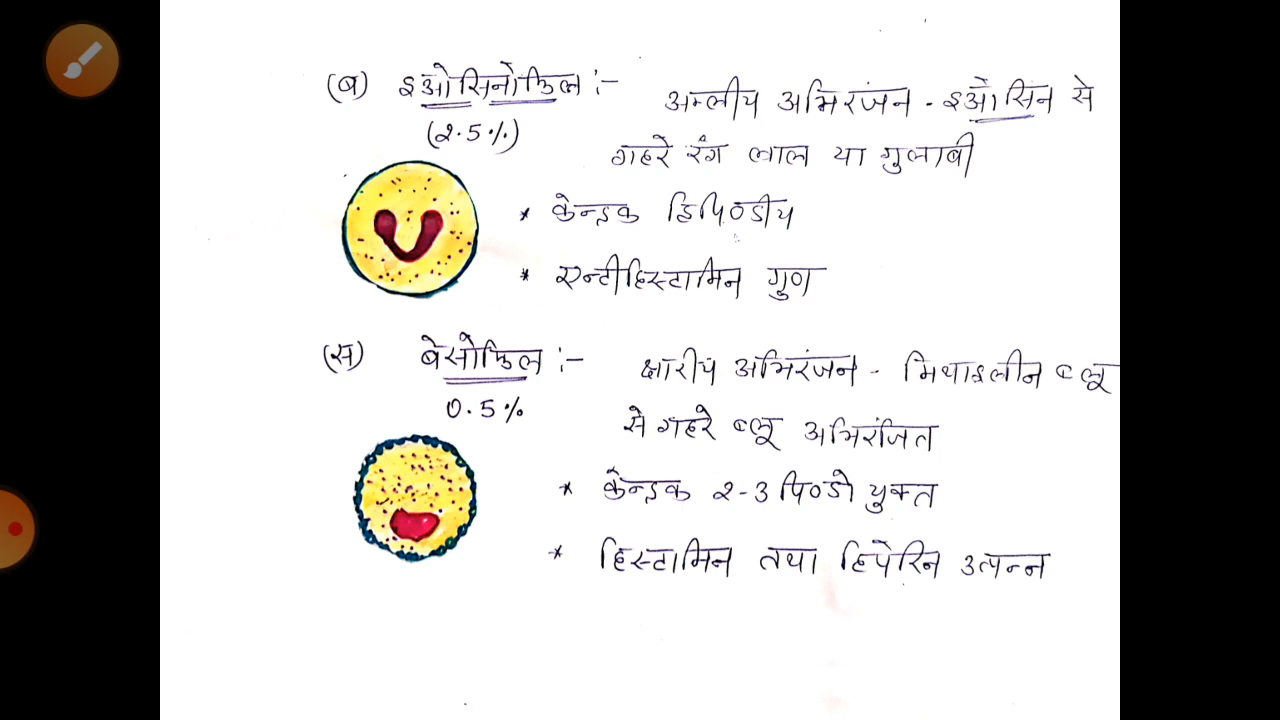 (ब) इओसिनोफिल :- अम्लीय अभिरंजन - इओसिन से
(2.5%) गहरे रंग लाल या गुलाबी
* केन्द्रक द्विपिण्डीय
* एन्टीहिस्टामिन गुण
(स) बेसोफिल :- क्षारीय अभिरंजन - मिथाइलीन ब्लू
0.5% से गहरे ब्लू अभिरंजित
* केन्द्रक 2-3 पिण्डो युक्त
* हिस्टामिन तथा हिपेरिन उत्पन्न